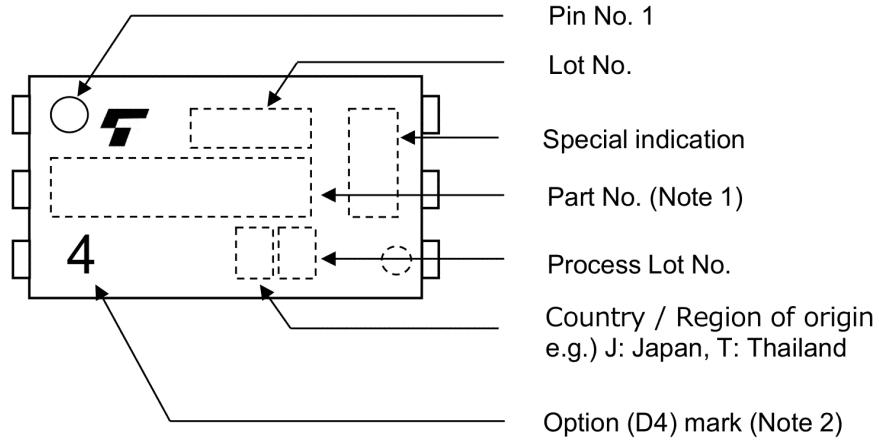 Pin No. 1
Lot No.
Special indication
Part No. (Note 1)
4
Process Lot No.
Country / Region of origin
e.g.) J: Japan, T: Thailand
Option (D4) mark (Note 2)